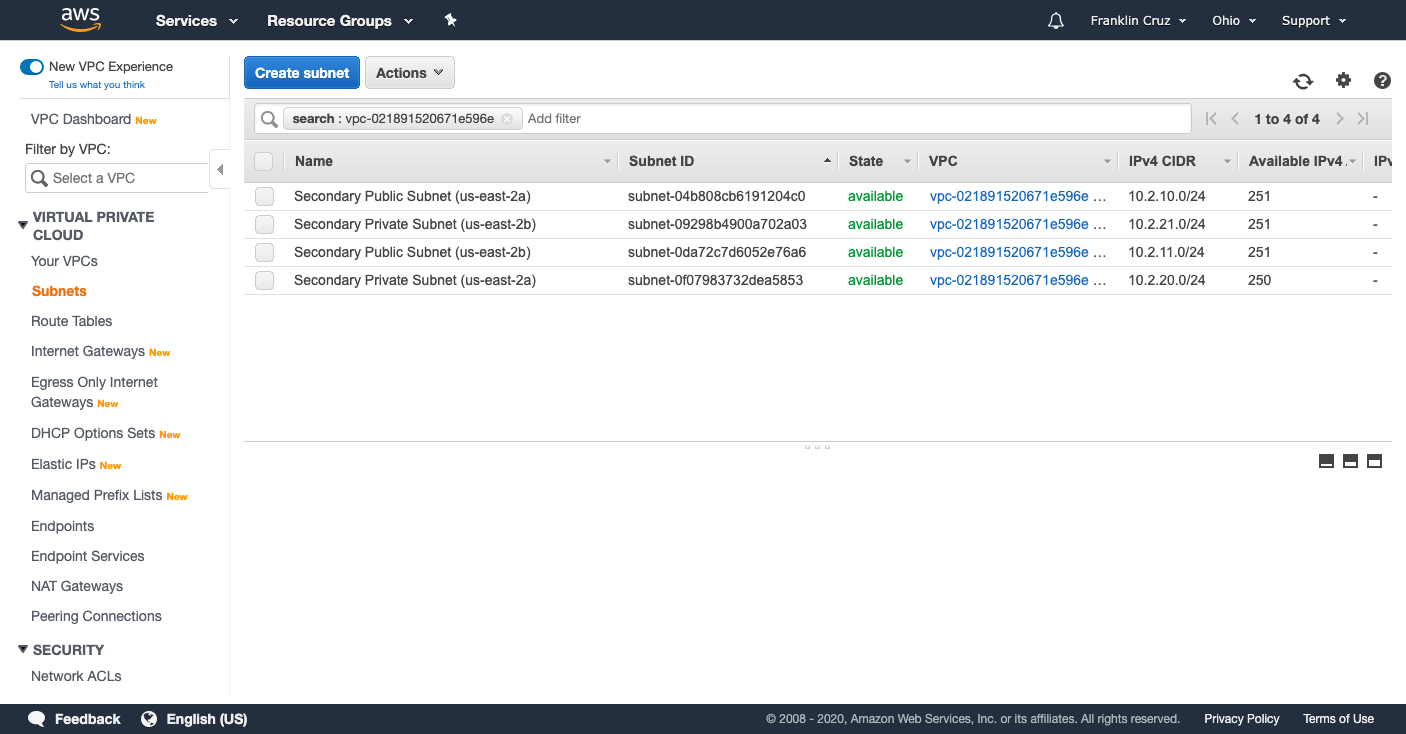 aws Services Resource Groups Franklin Cruz Ohio Support
New VPC Experience
Tell us what you think
VPC Dashboard New
Filter by VPC:
Select a VPC
VIRTUAL PRIVATE
CLOUD
Your VPCs
Subnets
Route Tables
Internet Gateways New
Egress Only Internet
Gateways New
DHCP Options Sets New
Elastic IPs New
Managed Prefix Lists New
Endpoints
Endpoint Services
NAT Gateways
Peering Connections
SECURITY
Network ACLs
Create subnet Actions
search : vpc-021891520671e596e Add filter 1 to 4 of 4
Name Subnet ID State VPC IPv4 CIDR Available IPv4 IPv
Secondary Public Subnet (us-east-2a) subnet-04b808cb6191204c0 available vpc-021891520671e596e ... 10.2.10.0/24 251 -
Secondary Private Subnet (us-east-2b) subnet-09298b4900a702a03 available vpc-021891520671e596e ... 10.2.21.0/24 251 -
Secondary Public Subnet (us-east-2b) subnet-0da72c7d6052e76a6 available vpc-021891520671e596e ... 10.2.11.0/24 251 -
Secondary Private Subnet (us-east-2a) subnet-0f07983732dea5853 available vpc-021891520671e596e ... 10.2.20.0/24 250 -
Feedback English (US) © 2008 - 2020, Amazon Web Services, Inc. or its affiliates. All rights reserved. Privacy Policy Terms of Use